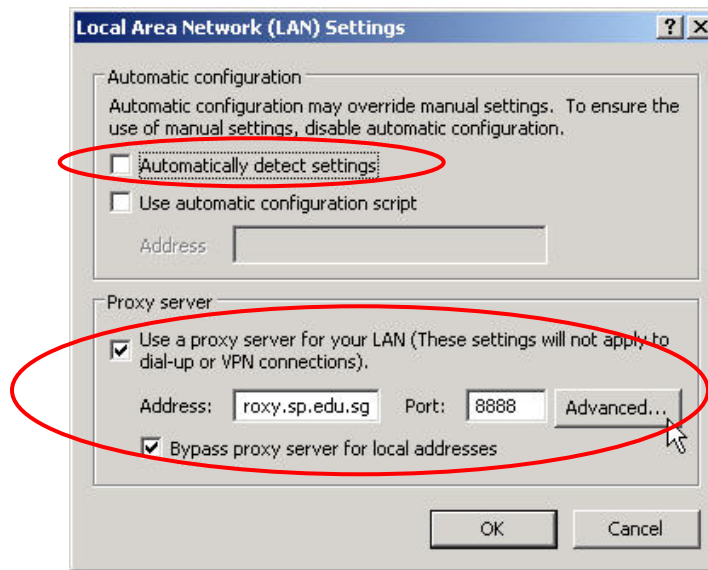 Local Area Network (LAN) Settings
? X
Automatic configuration
Automatic configuration may override manual settings. To ensure the
use of manual settings, disable automatic configuration.
Automatically detect settings
Use automatic configuration script
Address
Proxy server
Use a proxy server for your LAN (These settings will not apply to
dial-up or VPN connections).
Address: roxy.sp.edu.sg Port: 8888 Advanced...
Bypass proxy server for local addresses
OK Cancel